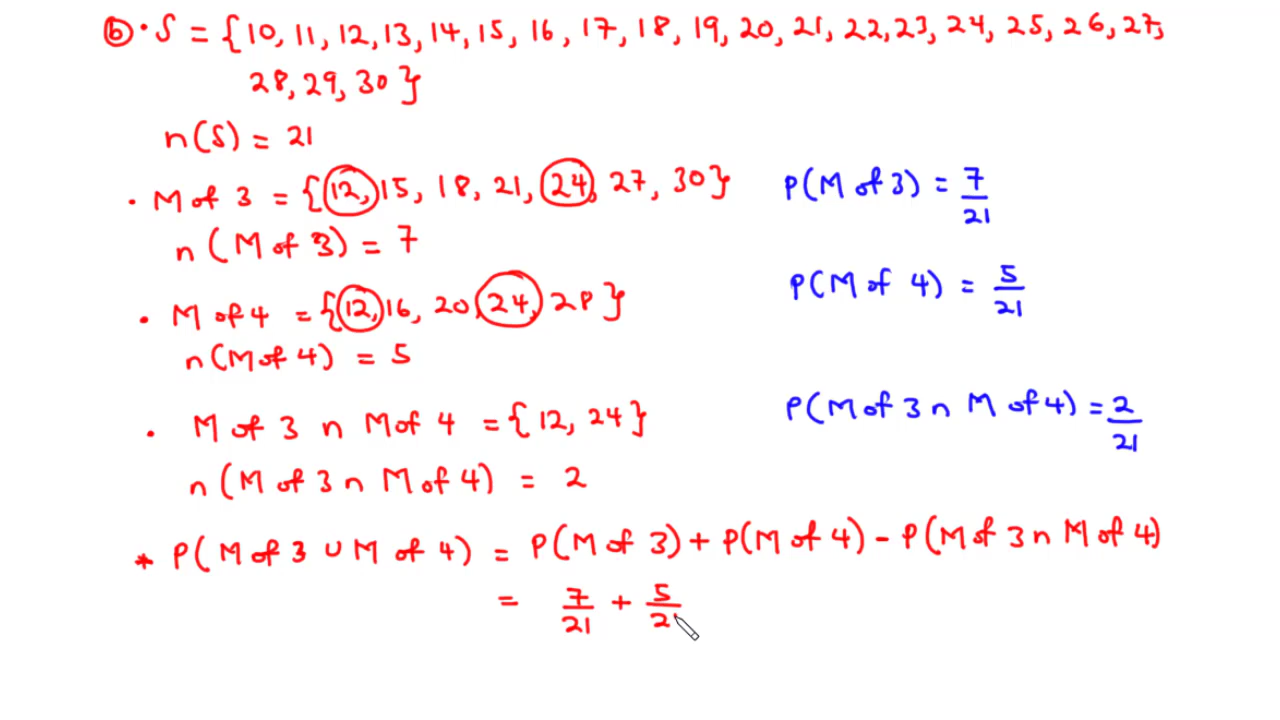 ⓑ · S = {10, 11, 12, 13, 14, 15, 16, 17, 18, 19, 20, 21, 22, 23, 24, 25, 26, 27,
28, 29, 30}
n(S) = 21
· M of 3 = {12, 15, 18, 21, 24, 27, 30}
P(M of 3) = 7/21
n(M of 3) = 7
P(M of 4) = 5/21
· M of 4 = {12, 16, 20, 24, 28}
n(M of 4) = 5
P(M of 3 ∩ M of 4) = 2/21
· M of 3 ∩ M of 4 = {12, 24}
n(M of 3 ∩ M of 4) = 2
* P(M of 3 ∪ M of 4) = P(M of 3) + P(M of 4) - P(M of 3 ∩ M of 4)
= 7/21 + 5/21